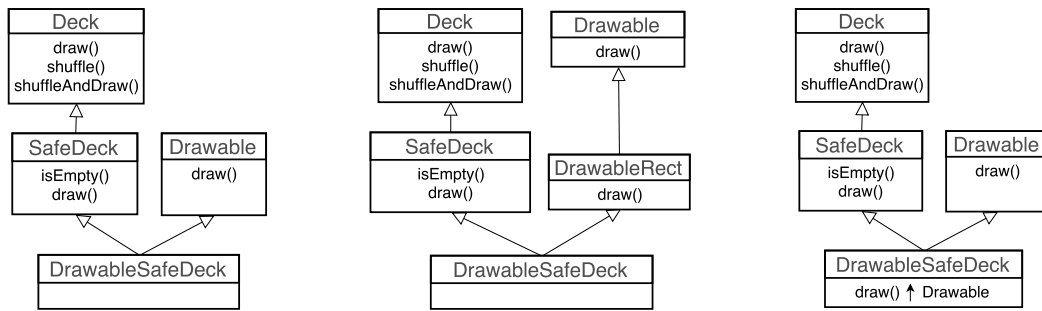 Deck
draw()
shuffle()
shuffleAndDraw()
SafeDeck
isEmpty()
draw()
Drawable
draw()
DrawableSafeDeck
Deck
draw()
shuffle()
shuffleAndDraw()
Drawable
draw()
SafeDeck
isEmpty()
draw()
DrawableRect
draw()
DrawableSafeDeck
Deck
draw()
shuffle()
shuffleAndDraw()
SafeDeck
isEmpty()
draw()
Drawable
draw()
DrawableSafeDeck
draw() ↑ Drawable